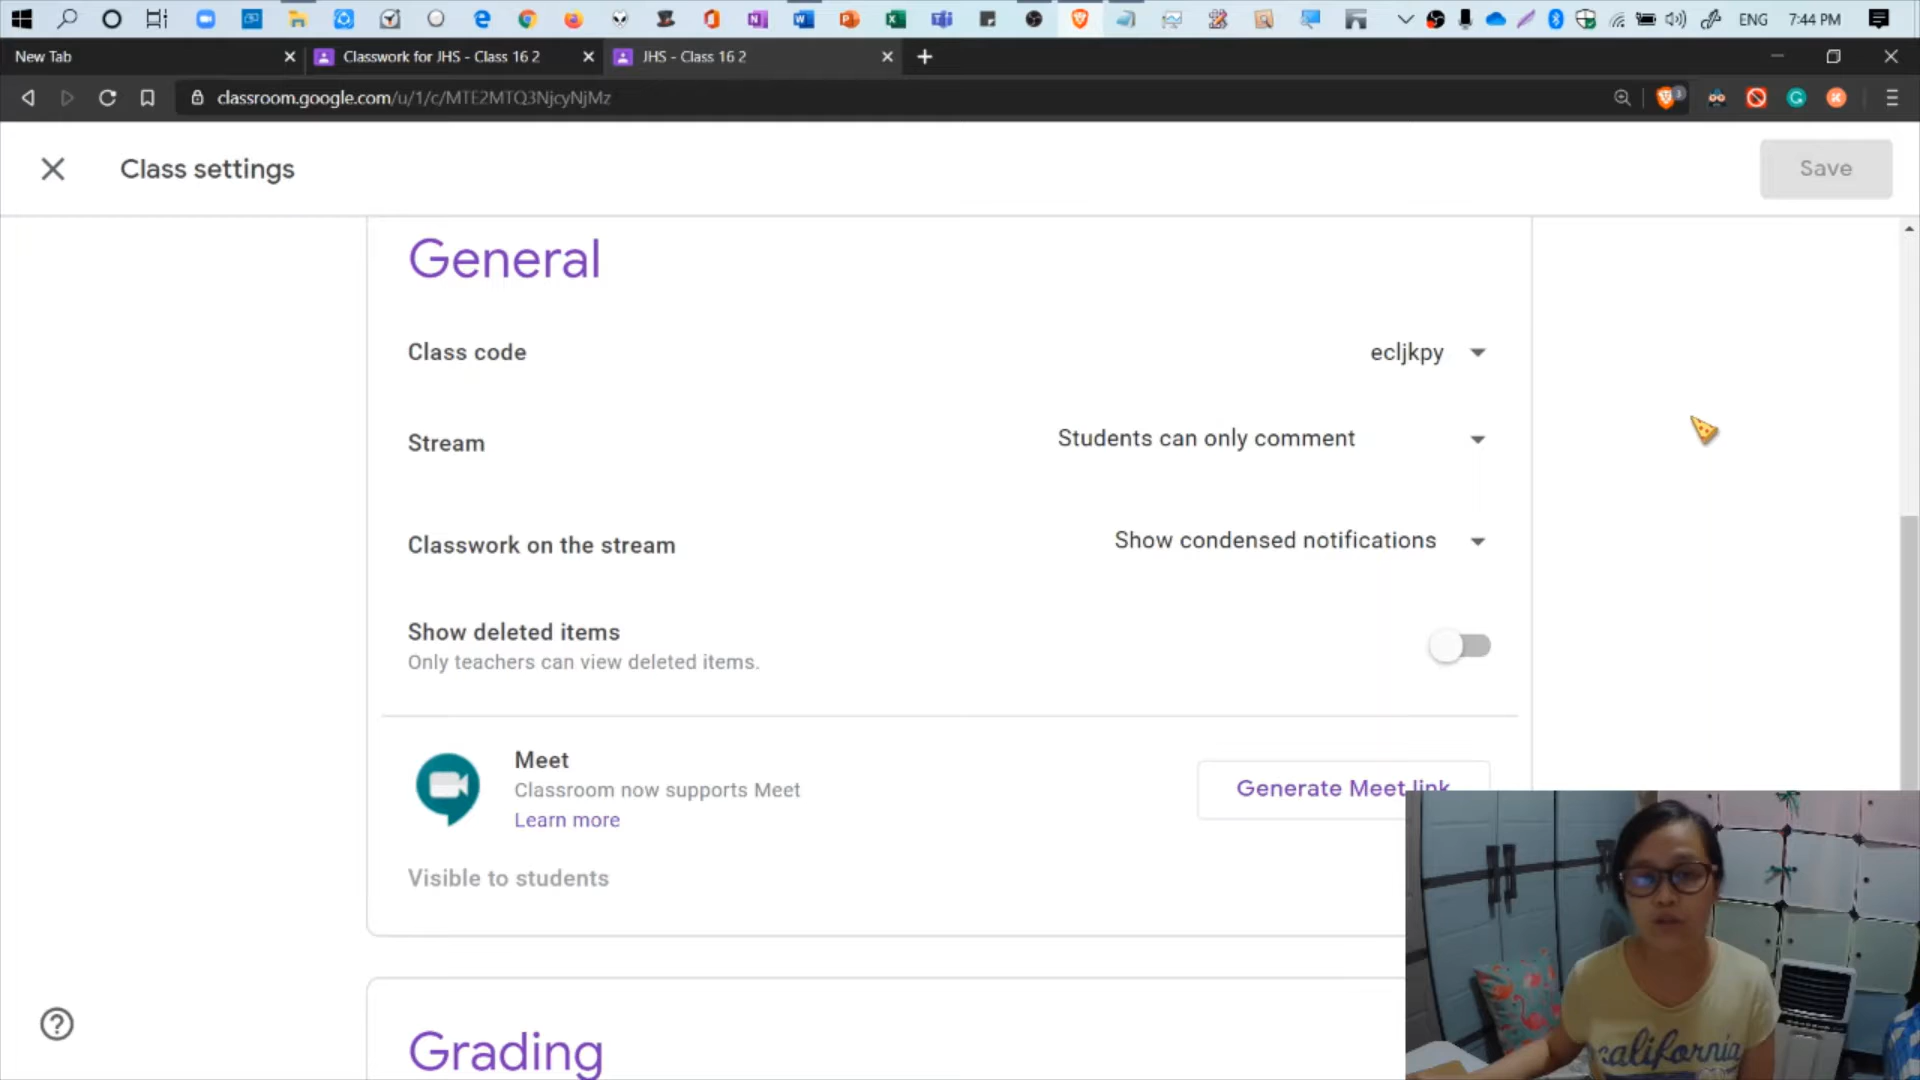 ENG 7:44 PM
New Tab
Classwork for JHS - Class 16 2
JHS - Class 16 2
classroom.google.com/u/1/c/MTE2MTQ3NjcyNjMz
3
Class settings
Save
General
Class code
ecljkpy
Stream
Students can only comment
Classwork on the stream
Show condensed notifications
Show deleted items
Only teachers can view deleted items.
Meet
Classroom now supports Meet
Learn more
Generate Meet link
Visible to students
Grading
california